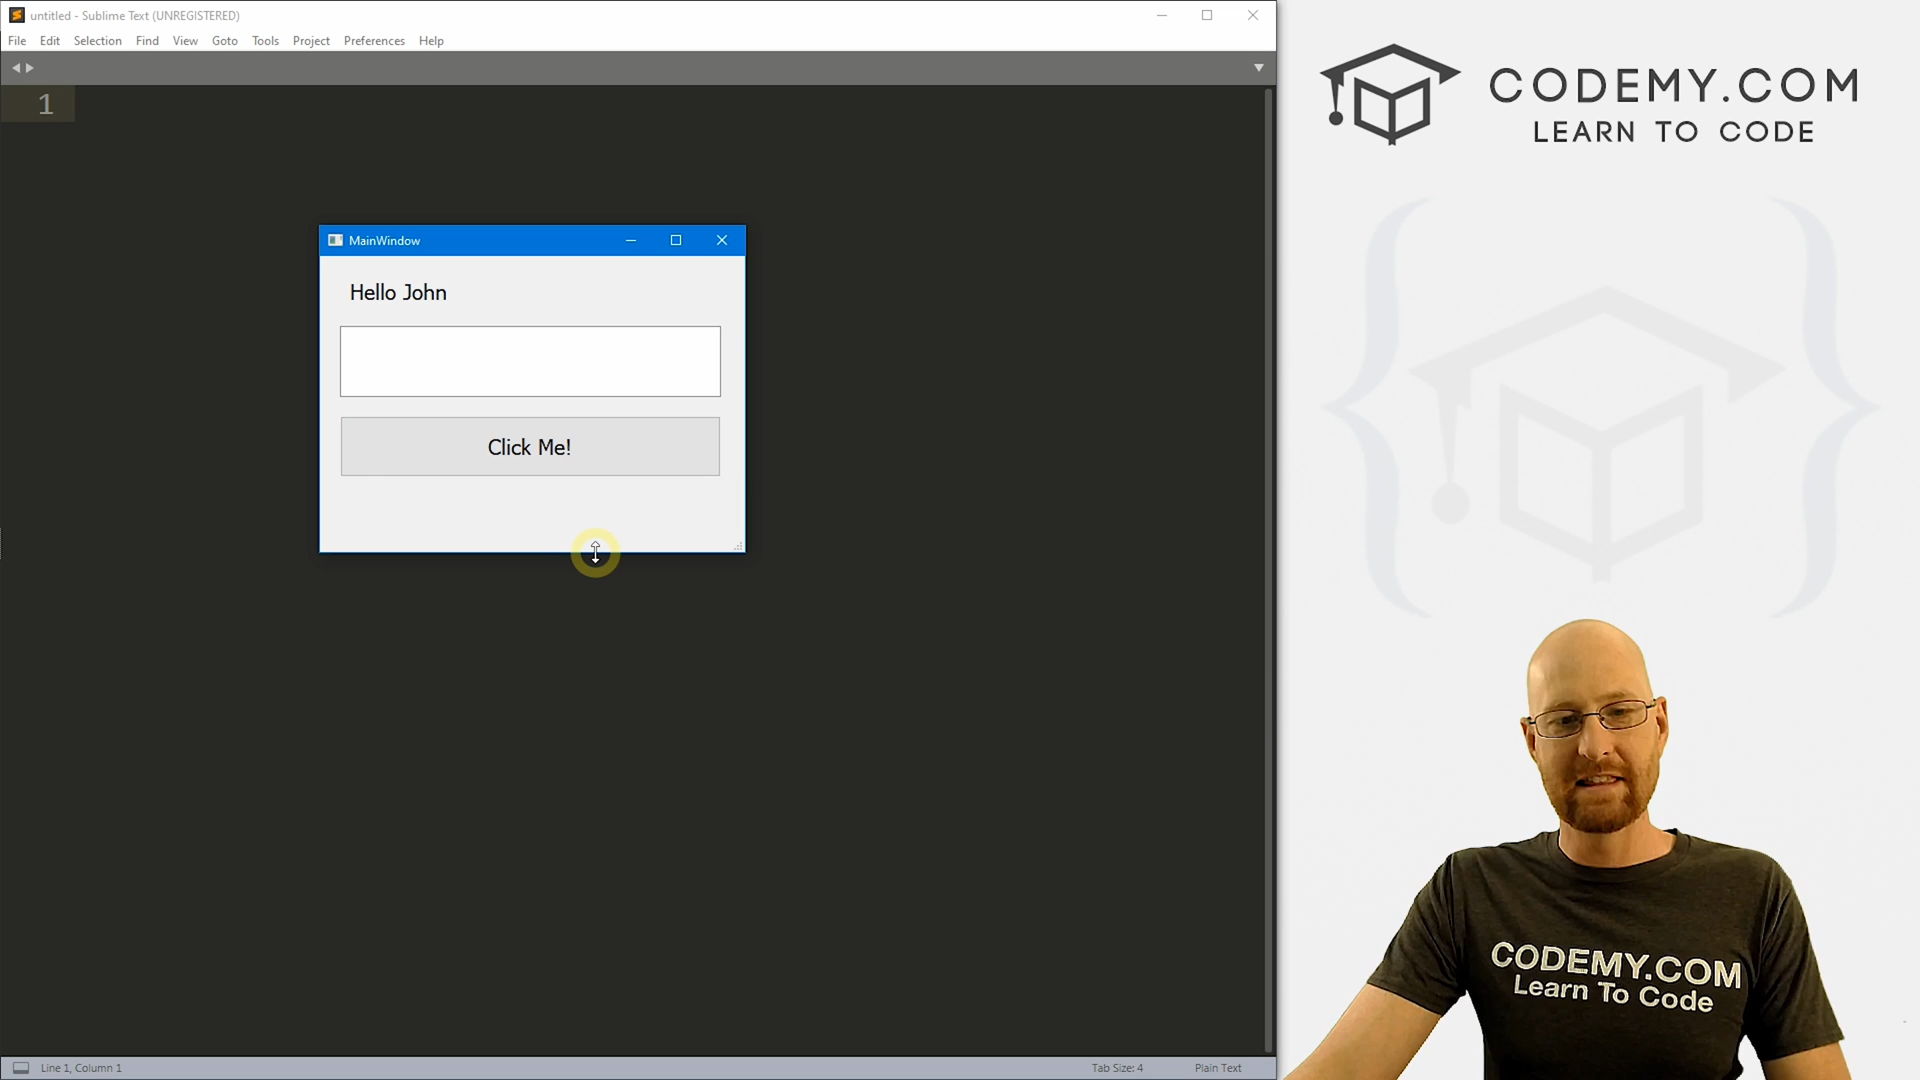 untitled - Sublime Text (UNREGISTERED)
File Edit Selection Find View Goto Tools Project Preferences Help
1
MainWindow
Hello John
Click Me!
Line 1, Column 1
Tab Size: 4
Plain Text
CODEMY.COM
LEARN TO CODE
CODEMY.COM
Learn To Code